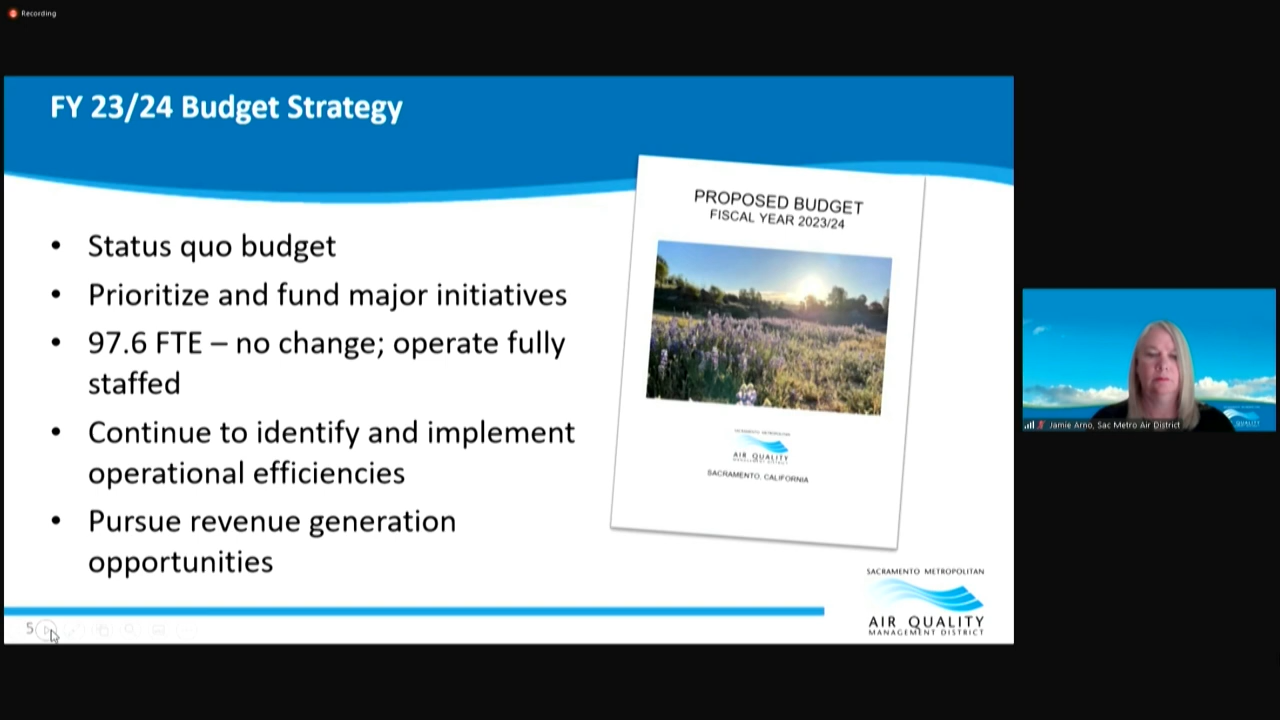 Recording
FY 23/24 Budget Strategy
PROPOSED BUDGET
FISCAL YEAR 2023/24
• Status quo budget
• Prioritize and fund major initiatives
• 97.6 FTE – no change; operate fully
staffed
• Continue to identify and implement
operational efficiencies
• Pursue revenue generation
opportunities
SACRAMENTO METROPOLITAN
AIR QUALITY
MANAGEMENT DISTRICT
SACRAMENTO, CALIFORNIA
SACRAMENTO METROPOLITAN
AIR QUALITY
MANAGEMENT DISTRICT
5
Jamie Arno, Sac Metro Air District
AIR QUALITY